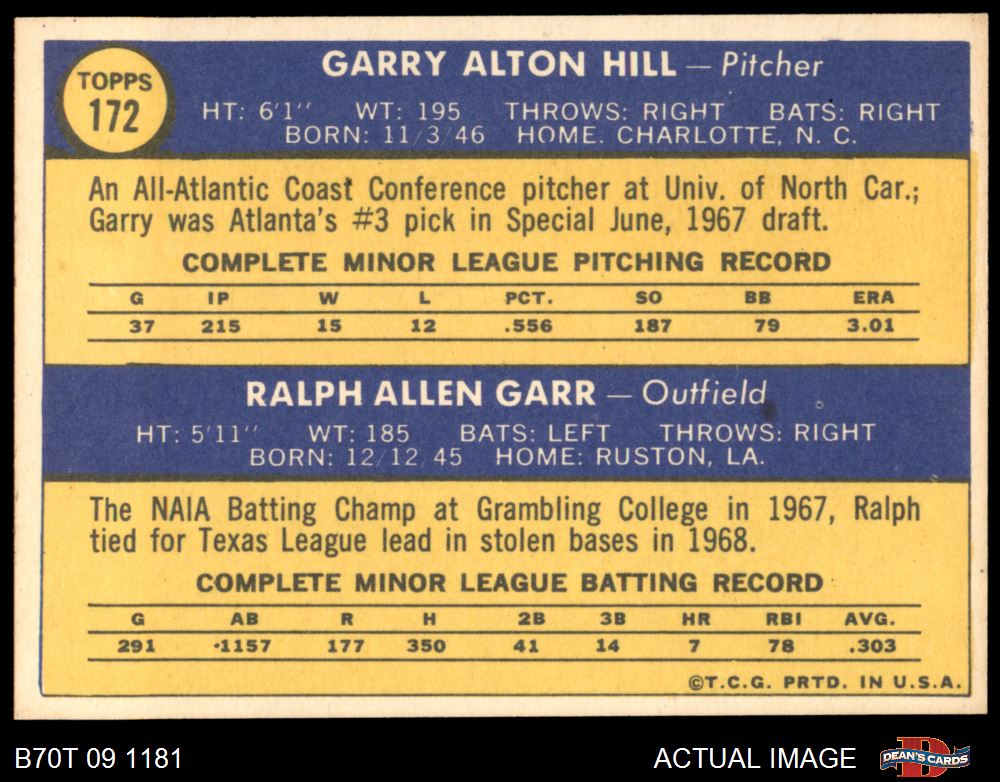 TOPPS
172
GARRY ALTON HILL — Pitcher
HT: 6'1'' WT: 195 THROWS: RIGHT BATS: RIGHT
BORN: 11/3/46 HOME. CHARLOTTE, N. C.
An All-Atlantic Coast Conference pitcher at Univ. of North Car.;
Garry was Atlanta's #3 pick in Special June, 1967 draft.
COMPLETE MINOR LEAGUE PITCHING RECORD
G IP W L PCT. SO BB ERA
37 215 15 12 .556 187 79 3.01
RALPH ALLEN GARR — Outfield
HT: 5'11'' WT: 185 BATS: LEFT THROWS: RIGHT
BORN: 12/12/45 HOME: RUSTON, LA.
The NAIA Batting Champ at Grambling College in 1967, Ralph
tied for Texas League lead in stolen bases in 1968.
COMPLETE MINOR LEAGUE BATTING RECORD
G AB R H 2B 3B HR RBI AVG.
291 1157 177 350 41 14 7 78 .303
©T.C.G. PRTD. IN U.S.A.
B70T 09 1181 ACTUAL IMAGE DEAN'S CARDS